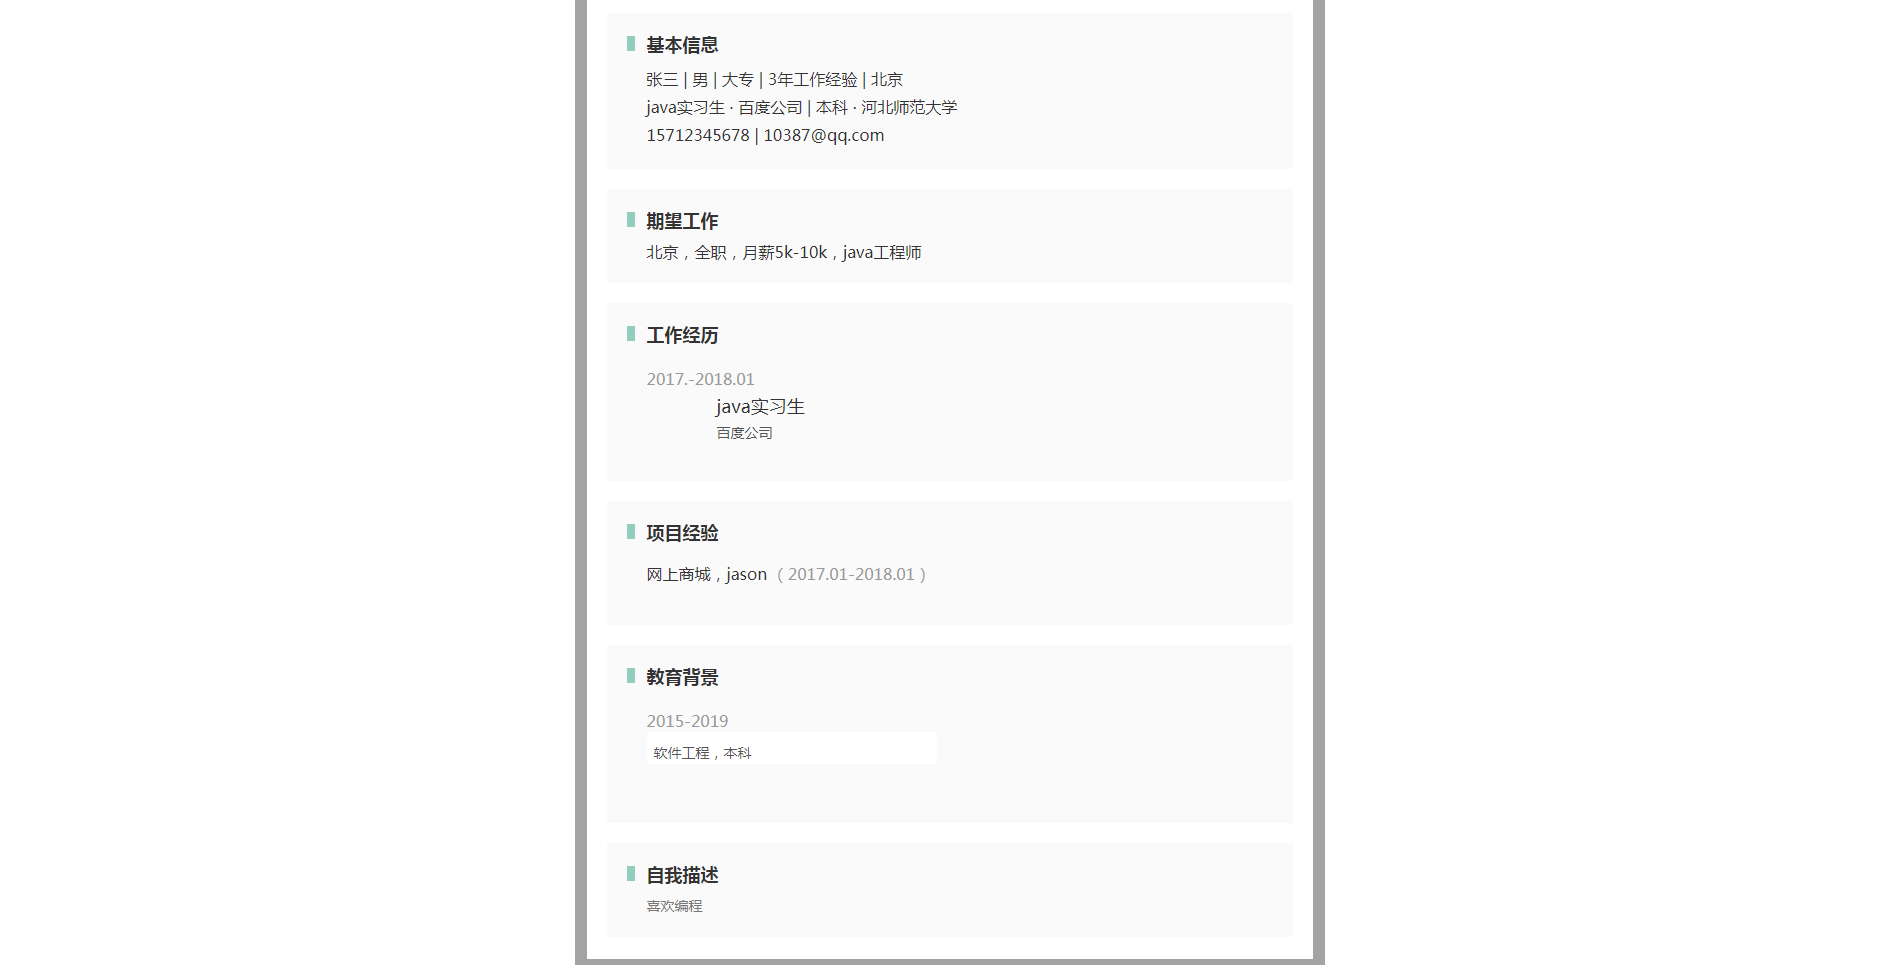 基本信息
张三 | 男 | 大专 | 3年工作经验 | 北京
java实习生 · 百度公司 | 本科 · 河北师范大学
15712345678 | 10387@qq.com
期望工作
北京，全职，月薪5k-10k，java工程师
工作经历
2017.-2018.01
java实习生
百度公司
项目经验
网上商城，jason （2017.01-2018.01）
教育背景
2015-2019
软件工程，本科
自我描述
喜欢编程